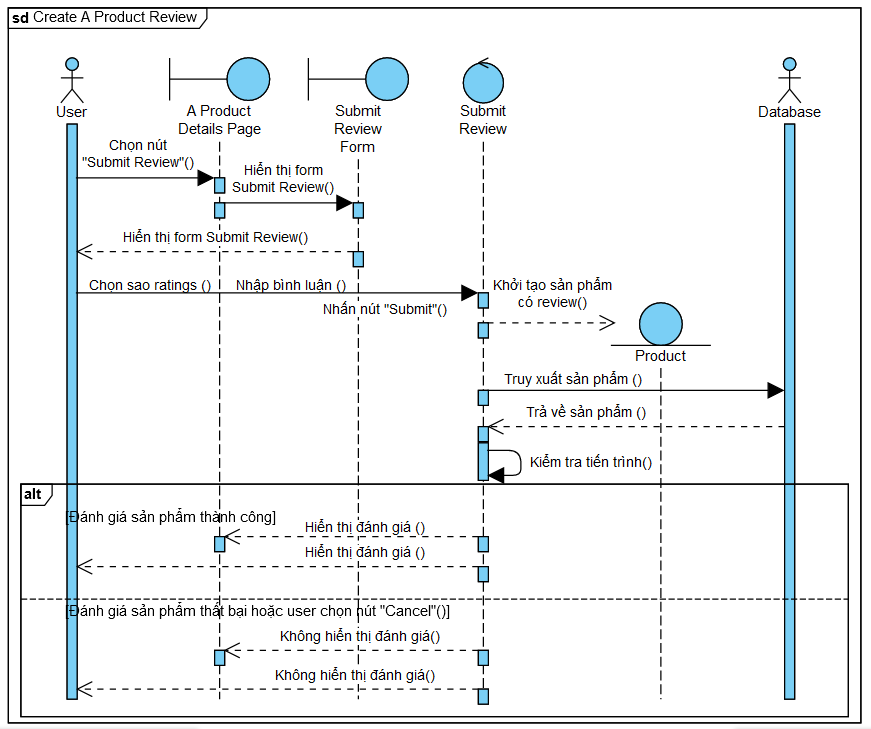 sd Create A Product Review
User
A Product
Details Page
Submit
Review
Form
Submit
Review
Database
Chọn nút
"Submit Review"()
Hiển thị form
Submit Review()
Hiển thị form Submit Review()
Chọn sao ratings ()
Nhập bình luận ()
Nhấn nút "Submit"()
Khởi tạo sản phẩm
có review()
Product
Truy xuất sản phẩm ()
Trả về sản phẩm ()
Kiểm tra tiến trình()
alt
[Đánh giá sản phẩm thành công]
Hiển thị đánh giá ()
Hiển thị đánh giá ()
[Đánh giá sản phẩm thất bại hoặc user chọn nút "Cancel"()]
Không hiển thị đánh giá()
Không hiển thị đánh giá()